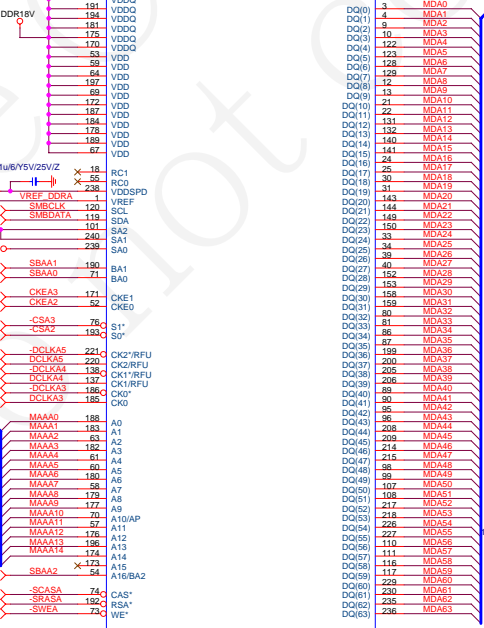 VDDQ
DDR18V
191 VDDQ
194 VDDQ
181 VDDQ
175 VDDQ
170 VDDQ
53 VDD
59 VDD
64 VDD
197 VDD
69 VDD
172 VDD
187 VDD
184 VDD
178 VDD
189 VDD
67 VDD
1u/6/Y5V/25V/Z
18 RC1
55 RC0
238 VDDSPD
VREF_DDRA 1 VREF
SMBCLK 120 SCL
SMBDATA 119 SDA
101 SA2
240 SA1
239 SA0
SBAA1 190 BA1
SBAA0 71 BA0
CKEA3 171 CKE1
CKEA2 52 CKE0
-CSA3 76 S1*
-CSA2 193 S0*
-DCLKA5 221 CK2*/RFU
DCLKA5 220 CK2/RFU
-DCLKA4 138 CK1*/RFU
DCLKA4 137 CK1/RFU
-DCLKA3 186 CK0*
DCLKA3 185 CK0
MAAA0 188 A0
MAAA1 183 A1
MAAA2 63 A2
MAAA3 182 A3
MAAA4 61 A4
MAAA5 60 A5
MAAA6 180 A6
MAAA7 58 A7
MAAA8 179 A8
MAAA9 177 A9
MAAA10 70 A10/AP
MAAA11 57 A11
MAAA12 176 A12
MAAA13 196 A13
MAAA14 174 A14
173 A15
SBAA2 54 A16/BA2
-SCASA 74 CAS*
-SRASA 192 RSA*
-SWEA 73 WE*
DQ(0) 3 MDA0
DQ(1) 4 MDA1
DQ(2) 9 MDA2
DQ(3) 10 MDA3
DQ(4) 122 MDA4
DQ(5) 123 MDA5
DQ(6) 128 MDA6
DQ(7) 129 MDA7
DQ(8) 12 MDA8
DQ(9) 13 MDA9
DQ(10) 21 MDA10
DQ(11) 22 MDA11
DQ(12) 131 MDA12
DQ(13) 132 MDA13
DQ(14) 140 MDA14
DQ(15) 141 MDA15
DQ(16) 24 MDA16
DQ(17) 25 MDA17
DQ(18) 30 MDA18
DQ(19) 31 MDA19
DQ(20) 143 MDA20
DQ(21) 144 MDA21
DQ(22) 149 MDA22
DQ(23) 150 MDA23
DQ(24) 33 MDA24
DQ(25) 34 MDA25
DQ(26) 39 MDA26
DQ(27) 40 MDA27
DQ(28) 152 MDA28
DQ(29) 153 MDA29
DQ(30) 158 MDA30
DQ(31) 159 MDA31
DQ(32) 80 MDA32
DQ(33) 81 MDA33
DQ(34) 86 MDA34
DQ(35) 87 MDA35
DQ(36) 199 MDA36
DQ(37) 200 MDA37
DQ(38) 205 MDA38
DQ(39) 206 MDA39
DQ(40) 89 MDA40
DQ(41) 90 MDA41
DQ(42) 95 MDA42
DQ(43) 96 MDA43
DQ(44) 208 MDA44
DQ(45) 209 MDA45
DQ(46) 214 MDA46
DQ(47) 215 MDA47
DQ(48) 98 MDA48
DQ(49) 99 MDA49
DQ(50) 107 MDA50
DQ(51) 108 MDA51
DQ(52) 217 MDA52
DQ(53) 218 MDA53
DQ(54) 226 MDA54
DQ(55) 227 MDA55
DQ(56) 110 MDA56
DQ(57) 111 MDA57
DQ(58) 116 MDA58
DQ(59) 117 MDA59
DQ(60) 229 MDA60
DQ(61) 230 MDA61
DQ(62) 235 MDA62
DQ(63) 236 MDA63